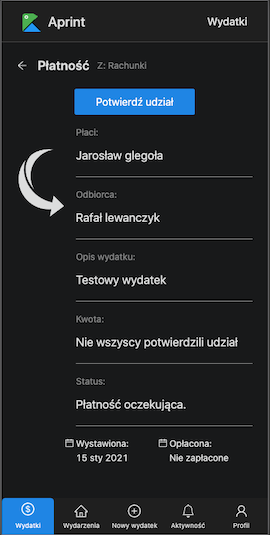 Aprint
Wydatki
Płatność Z: Rachunki
Potwierdź udział
Płaci:
Jarosław glegoła
Odbiorca:
Rafał lewanczyk
Opis wydatku:
Testowy wydatek
Kwota:
Nie wszyscy potwierdzili udział
Status:
Płatność oczekująca.
Wystawiona:
15 sty 2021
Opłacona:
Nie zapłacone
Wydatki
Wydarzenia
Nowy wydatek
Aktywność
Profil